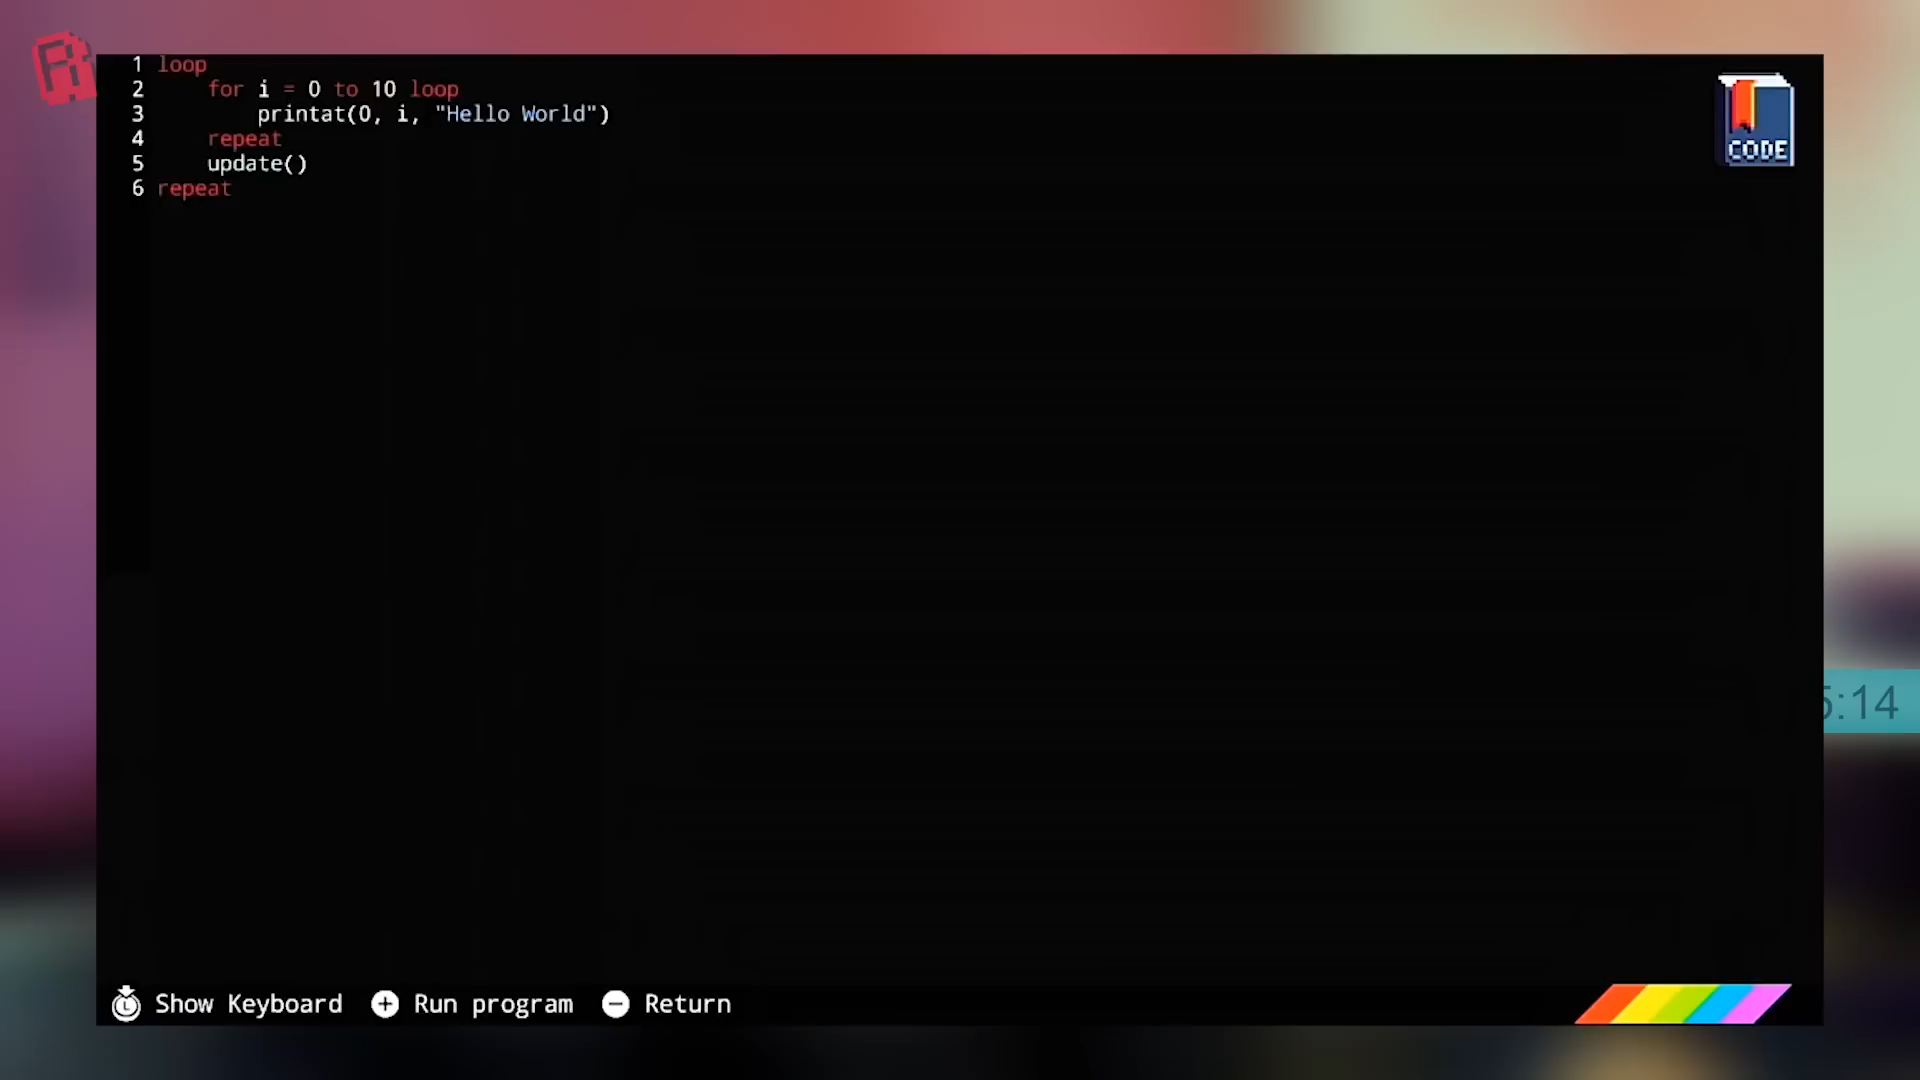 1 loop
2     for i = 0 to 10 loop
3         printat(0, i, "Hello World")
4     repeat
5     update()
6 repeat
CODE
5:14
L Show Keyboard + Run program − Return